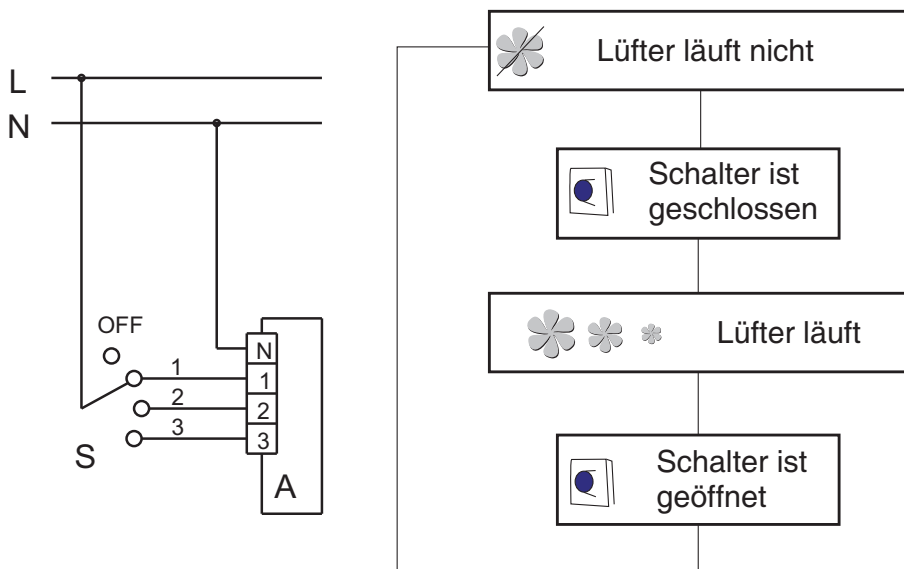 L
N
OFF
1
2
3
S
N
1
2
3
A
Lüfter läuft nicht
Schalter ist
geschlossen
Lüfter läuft
Schalter ist
geöffnet